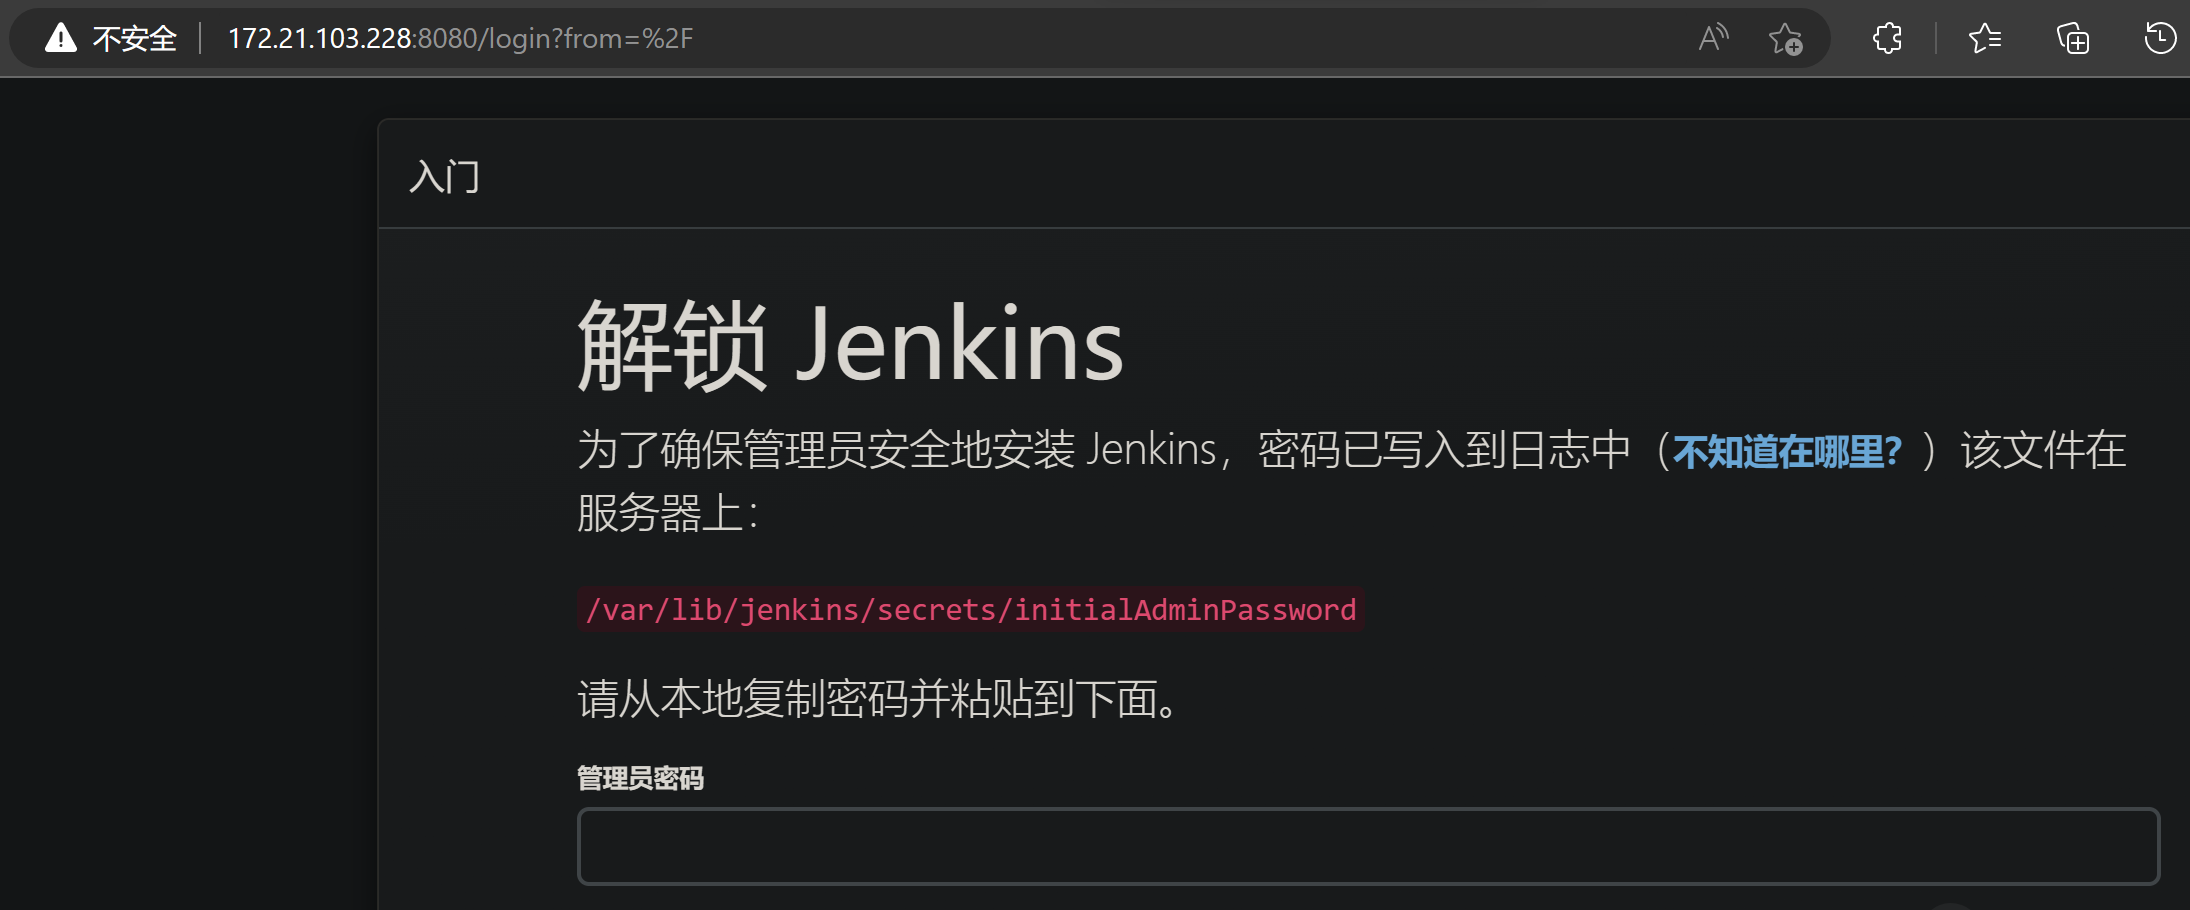 不安全 172.21.103.228:8080/login?from=%2F
入门
解锁 Jenkins
为了确保管理员安全地安装 Jenkins，密码已写入到日志中（不知道在哪里？）该文件在
服务器上：
/var/lib/jenkins/secrets/initialAdminPassword
请从本地复制密码并粘贴到下面。
管理员密码